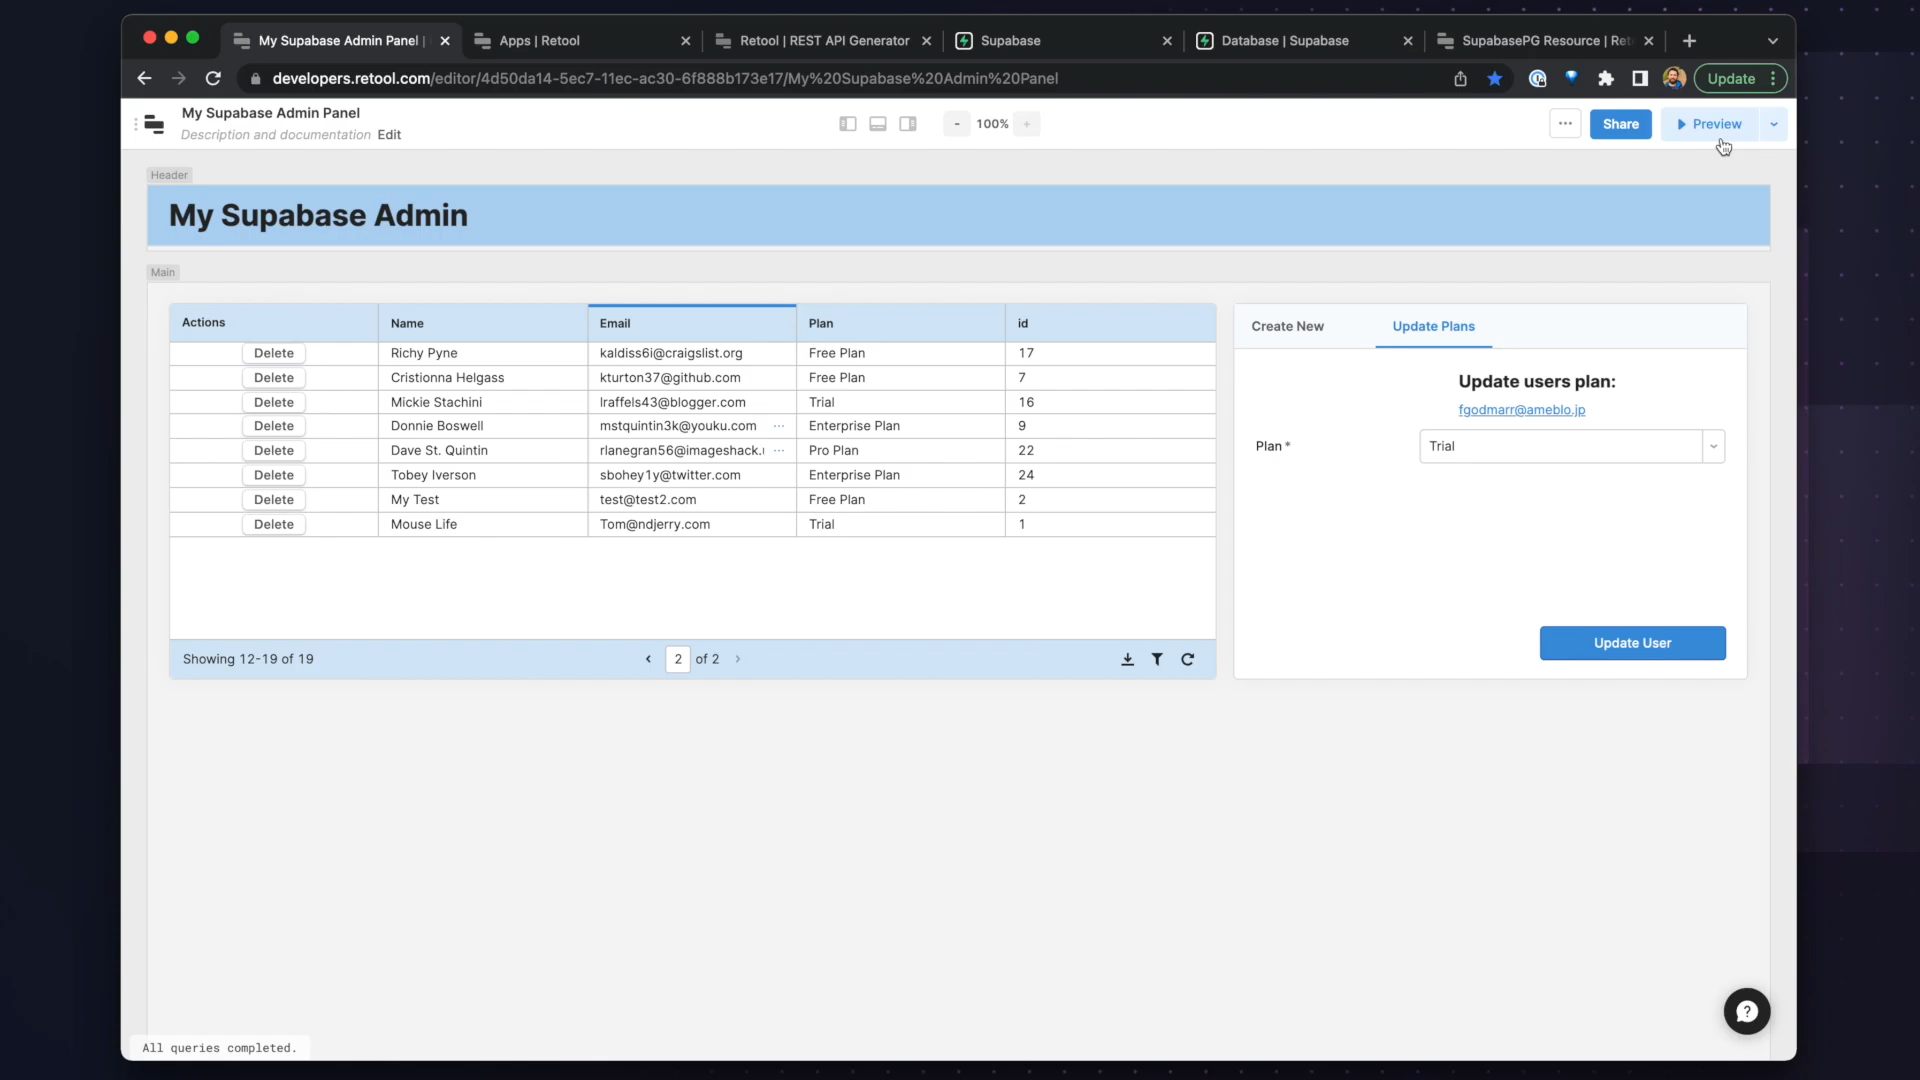 My Supabase Admin Panel |
Apps | Retool
Retool | REST API Generator
Supabase
Database | Supabase
SupabasePG Resource | Ret
developers.retool.com/editor/4d50da14-5ec7-11ec-ac30-6f888b173e17/My%20Supabase%20Admin%20Panel
Update
My Supabase Admin Panel
Description and documentation Edit
- 100% +
Share
Preview
Header
My Supabase Admin
Main
Actions Name Email Plan id
Delete Richy Pyne kaldiss6i@craigslist.org Free Plan 17
Delete Cristionna Helgass kturton37@github.com Free Plan 7
Delete Mickie Stachini lraffels43@blogger.com Trial 16
Delete Donnie Boswell mstquintin3k@youku.com ... Enterprise Plan 9
Delete Dave St. Quintin rlanegran56@imageshack.u ... Pro Plan 22
Delete Tobey Iverson sbohey1y@twitter.com Enterprise Plan 24
Delete My Test test@test2.com Free Plan 2
Delete Mouse Life Tom@ndjerry.com Trial 1
Showing 12-19 of 19
2 of 2
Create New Update Plans
Update users plan:
fgodmarr@ameblo.jp
Plan * Trial
Update User
?
All queries completed.